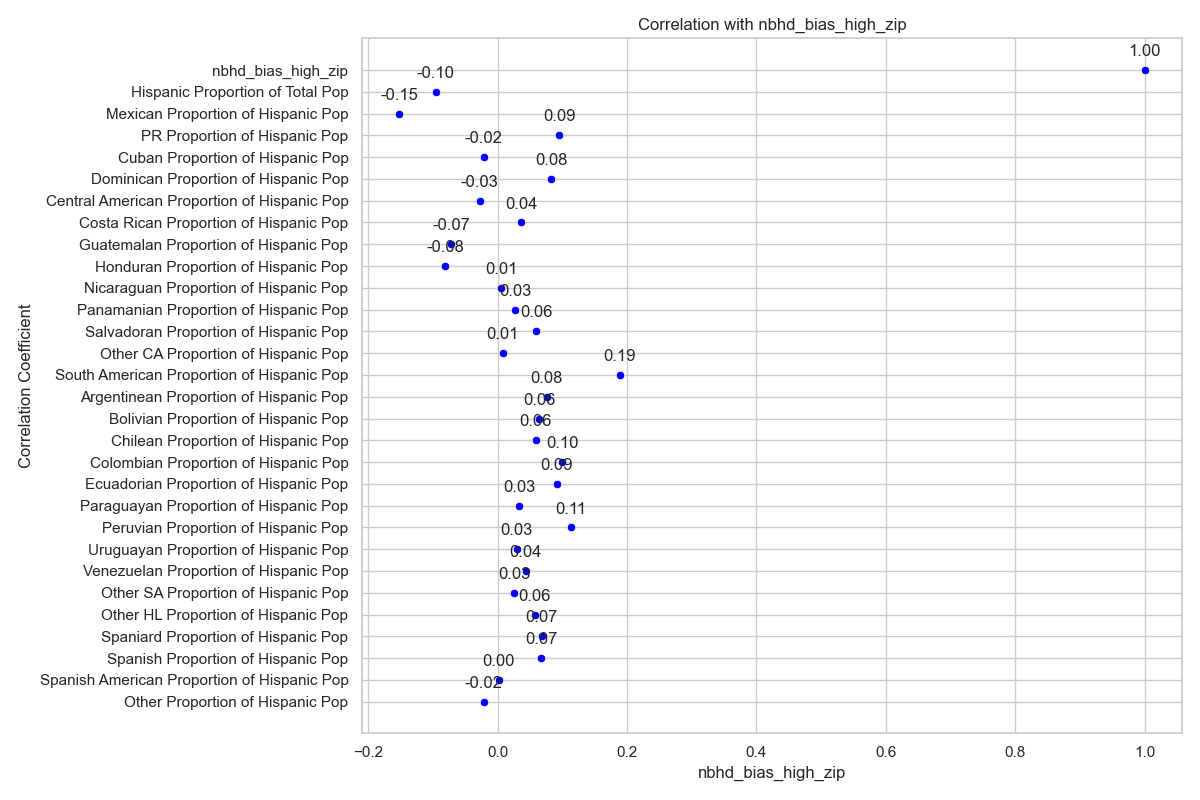 Correlation with nbhd_bias_high_zip
1.00
nbhd_bias_high_zip
-0.10
Hispanic Proportion of Total Pop
-0.15
Mexican Proportion of Hispanic Pop
0.09
PR Proportion of Hispanic Pop
-0.02
Cuban Proportion of Hispanic Pop
0.08
Dominican Proportion of Hispanic Pop
-0.03
Central American Proportion of Hispanic Pop
0.04
Costa Rican Proportion of Hispanic Pop
-0.07
Guatemalan Proportion of Hispanic Pop
-0.08
Honduran Proportion of Hispanic Pop
0.01
Nicaraguan Proportion of Hispanic Pop
0.03
Panamanian Proportion of Hispanic Pop
0.06
Salvadoran Proportion of Hispanic Pop
0.01
Other CA Proportion of Hispanic Pop
0.19
South American Proportion of Hispanic Pop
0.08
Argentinean Proportion of Hispanic Pop
0.06
Bolivian Proportion of Hispanic Pop
0.06
Chilean Proportion of Hispanic Pop
0.10
Colombian Proportion of Hispanic Pop
0.09
Ecuadorian Proportion of Hispanic Pop
0.03
Paraguayan Proportion of Hispanic Pop
0.11
Peruvian Proportion of Hispanic Pop
0.03
Uruguayan Proportion of Hispanic Pop
0.04
Venezuelan Proportion of Hispanic Pop
0.03
Other SA Proportion of Hispanic Pop
0.06
Other HL Proportion of Hispanic Pop
0.07
Spaniard Proportion of Hispanic Pop
0.07
Spanish Proportion of Hispanic Pop
0.00
Spanish American Proportion of Hispanic Pop
-0.02
Other Proportion of Hispanic Pop
Correlation Coefficient
−0.2 0.0 0.2 0.4 0.6 0.8 1.0
nbhd_bias_high_zip